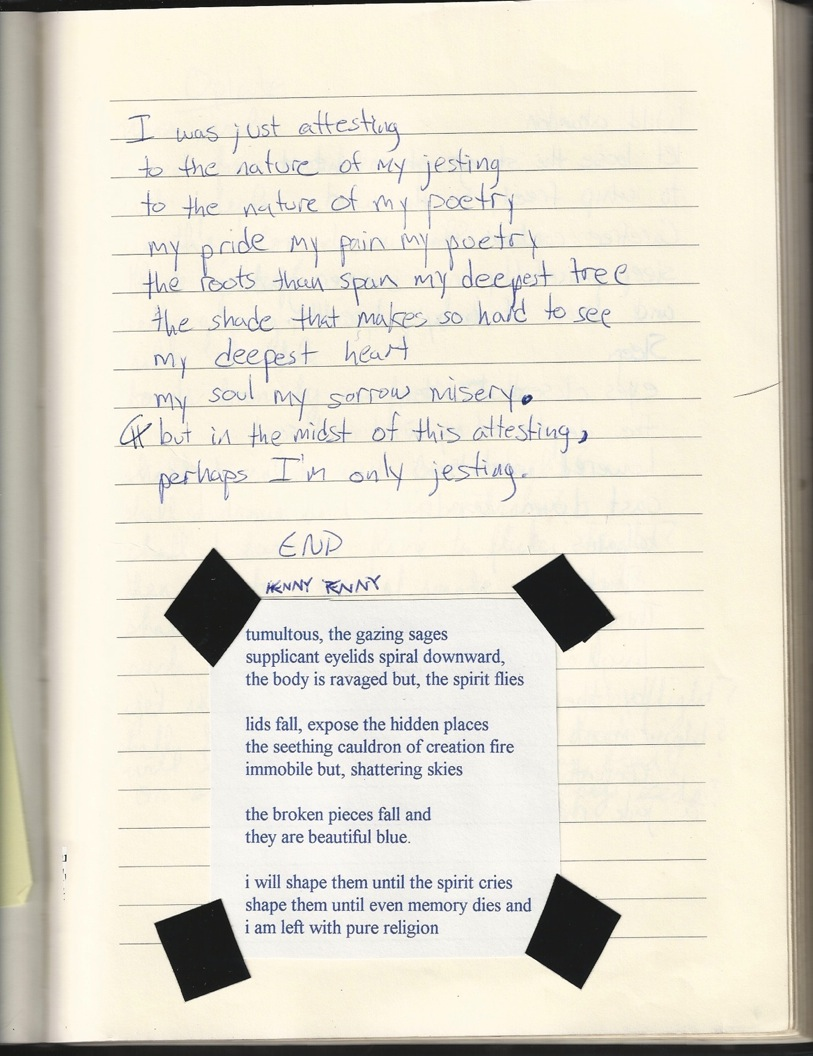 I was just attesting
to the nature of my jesting
to the nature of my poetry
my pride my pain my poetry
the roots than span my deepest tree
the shade that makes so hard to see
my deepest heart
my soul my sorrow misery.
but in the midst of this attesting,
perhaps I'm only jesting.
END
tumultous, the gazing sages
supplicant eyelids spiral downward,
the body is ravaged but, the spirit flies
lids fall, expose the hidden places
the seething cauldron of creation fire
immobile but, shattering skies
the broken pieces fall and
they are beautiful blue.
i will shape them until the spirit cries
shape them until even memory dies and
i am left with pure religion